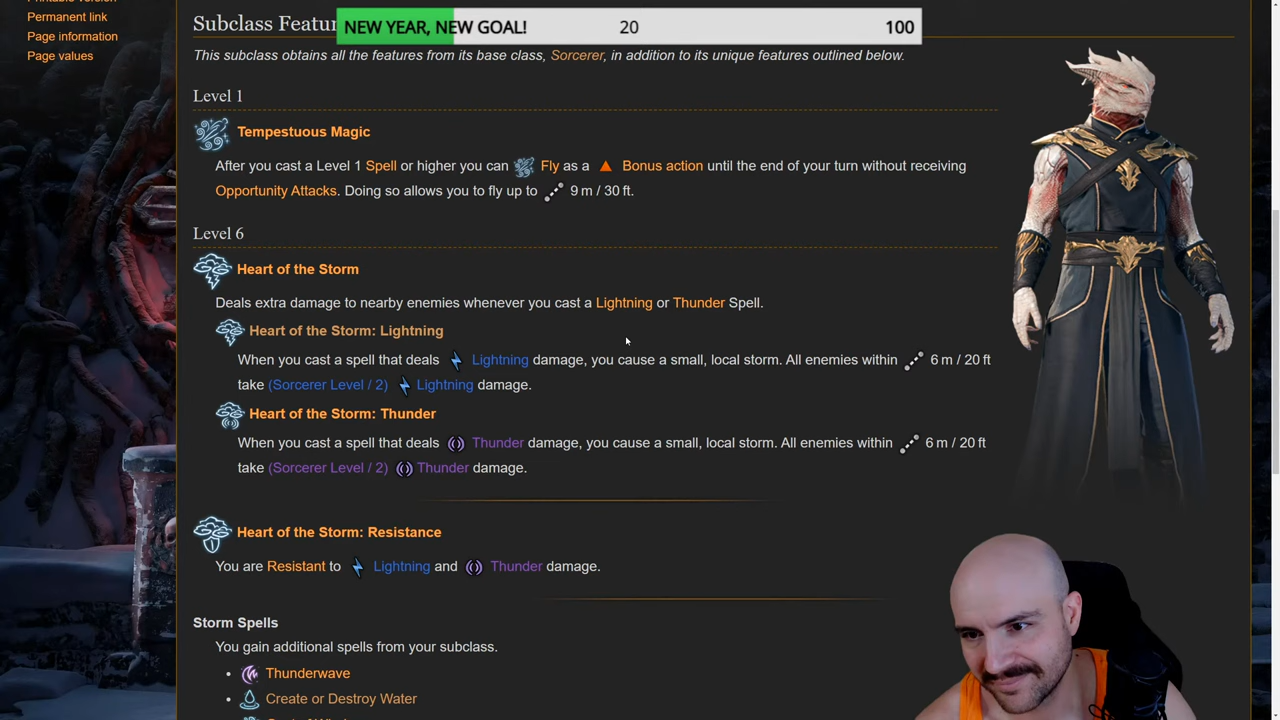 Permanent link
Page information
Page values
NEW YEAR, NEW GOAL! 20 100
Subclass Featur
This subclass obtains all the features from its base class, Sorcerer, in addition to its unique features outlined below.
Level 1
Tempestuous Magic
After you cast a Level 1 Spell or higher you can Fly as a Bonus action until the end of your turn without receiving
Opportunity Attacks. Doing so allows you to fly up to 9 m / 30 ft.
Level 6
Heart of the Storm
Deals extra damage to nearby enemies whenever you cast a Lightning or Thunder Spell.
Heart of the Storm: Lightning
When you cast a spell that deals Lightning damage, you cause a small, local storm. All enemies within 6 m / 20 ft
take (Sorcerer Level / 2) Lightning damage.
Heart of the Storm: Thunder
When you cast a spell that deals Thunder damage, you cause a small, local storm. All enemies within 6 m / 20 ft
take (Sorcerer Level / 2) Thunder damage.
Heart of the Storm: Resistance
You are Resistant to Lightning and Thunder damage.
Storm Spells
You gain additional spells from your subclass.
• Thunderwave
• Create or Destroy Water